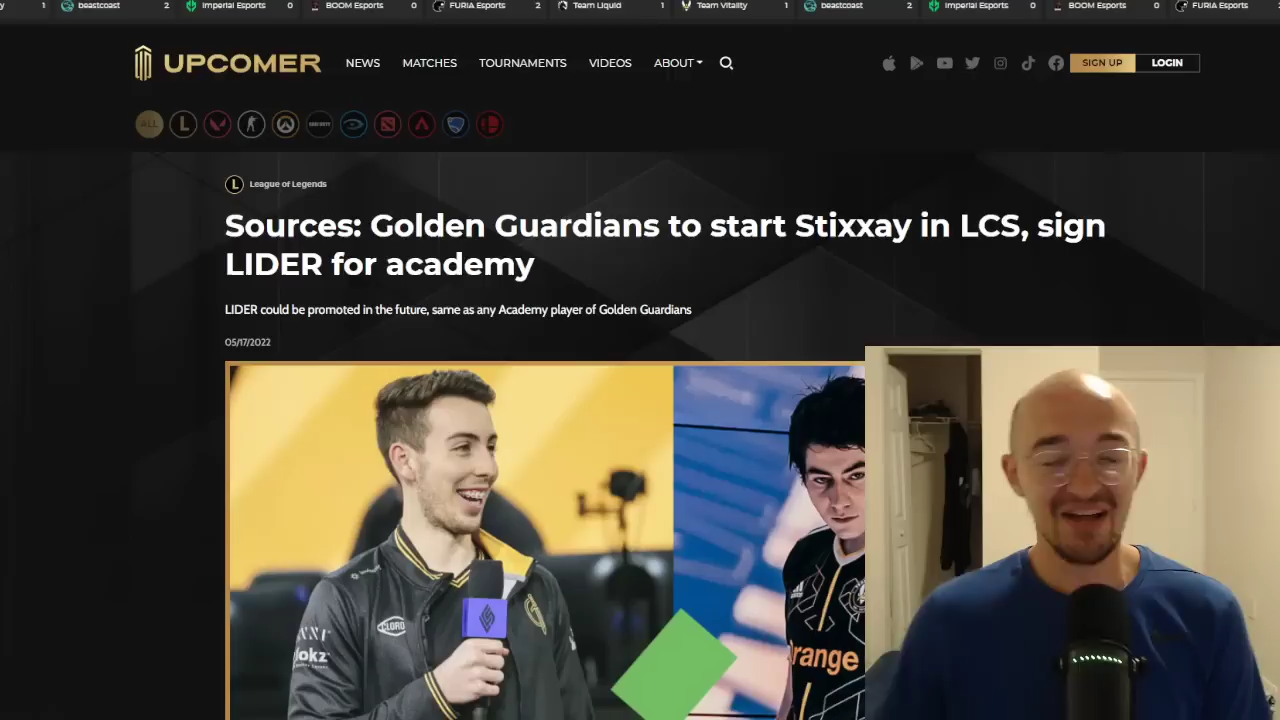 1 beastcoast 2 Imperial Esports 0 BOOM Esports 0 FURIA Esports 2 Team Liquid 1 Team Vitality 1 beastcoast 2 Imperial Esports 0 BOOM Esports 0 FURIA Esports
UPCOMER NEWS MATCHES TOURNAMENTS VIDEOS ABOUT SIGN UP LOGIN
ALL L
L League of Legends
Sources: Golden Guardians to start Stixxay in LCS, sign
LIDER for academy
LIDER could be promoted in the future, same as any Academy player of Golden Guardians
05/17/2022
CLORO
range